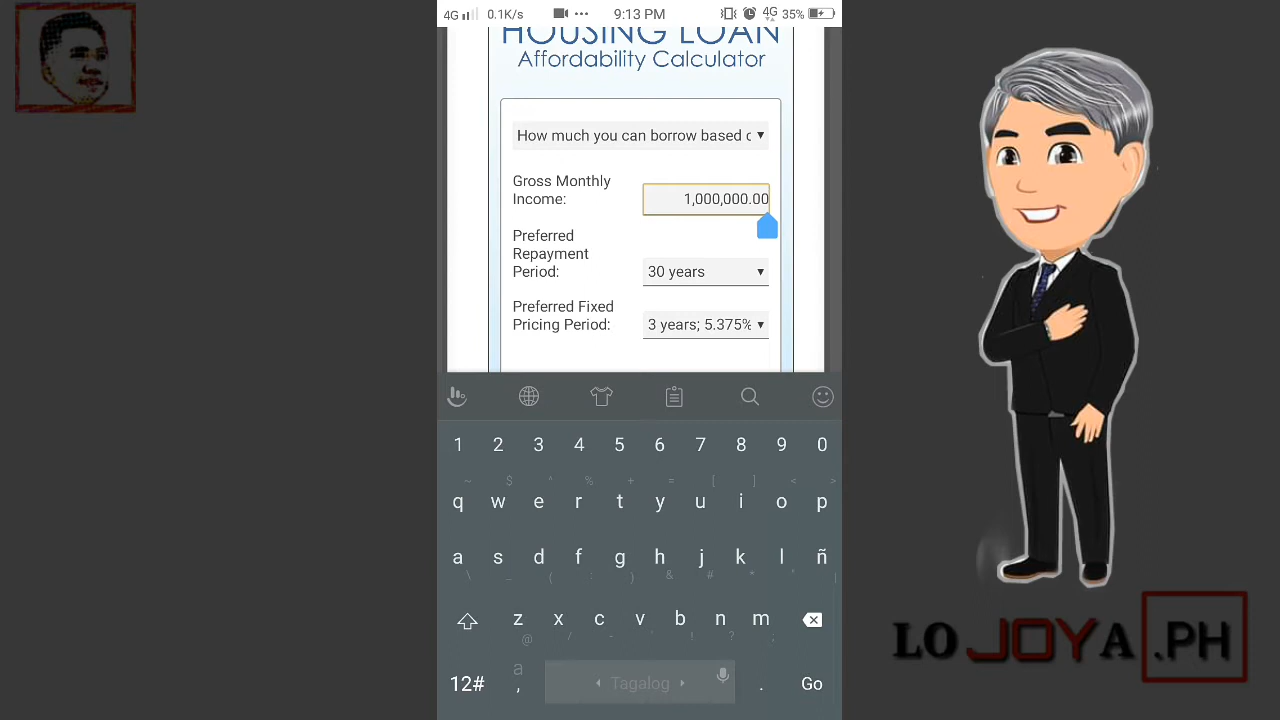 4G 0.1K/s 9:13 PM 4G 35%
HOUSING LOAN
Affordability Calculator
How much you can borrow based o
Gross Monthly
Income:
1,000,000.00
Preferred
Repayment
Period:
30 years
Preferred Fixed
Pricing Period:
3 years; 5.375%
1 2 3 4 5 6 7 8 9 0
~ $ ^ % + = [ ] < >
q w e r t y u i o p
a s d f g h j k l ñ
\ _ ( : ) & # * ' |
z x c v b n m
@ / - ' ! ? ;
12# a , Tagalog . Go
LO JOYA .PH